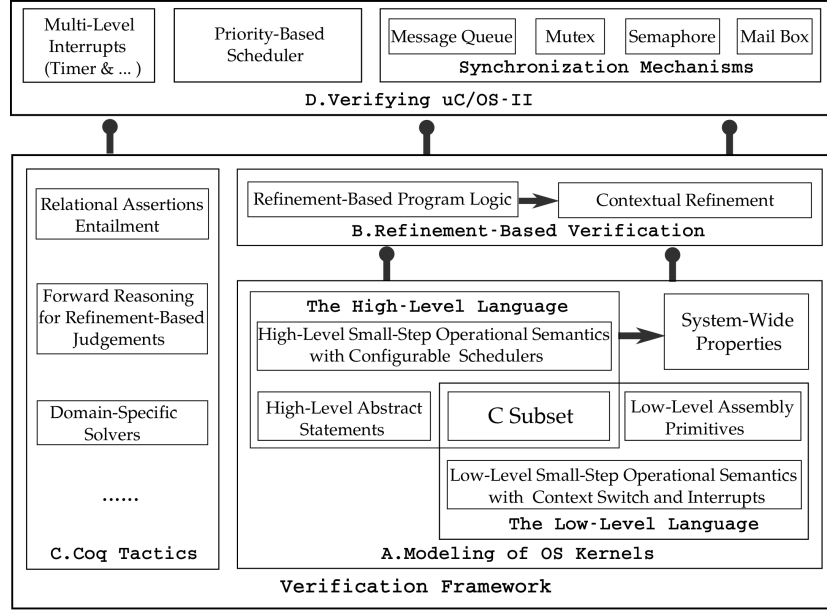 Multi-Level
Interrupts
(Timer & ... )
Priority-Based
Scheduler
Message Queue
Mutex
Semaphore
Mail Box
Synchronization Mechanisms
D.Verifying uC/OS-II
Relational Assertions
Entailment
Forward Reasoning
for Refinement-Based
Judgements
Domain-Specific
Solvers
......
C.Coq Tactics
Refinement-Based Program Logic
Contextual Refinement
B.Refinement-Based Verification
The High-Level Language
High-Level Small-Step Operational Semantics
with Configurable Schedulers
System-Wide
Properties
High-Level Abstract
Statements
C Subset
Low-Level Assembly
Primitives
Low-Level Small-Step Operational Semantics
with Context Switch and Interrupts
The Low-Level Language
A.Modeling of OS Kernels
Verification Framework